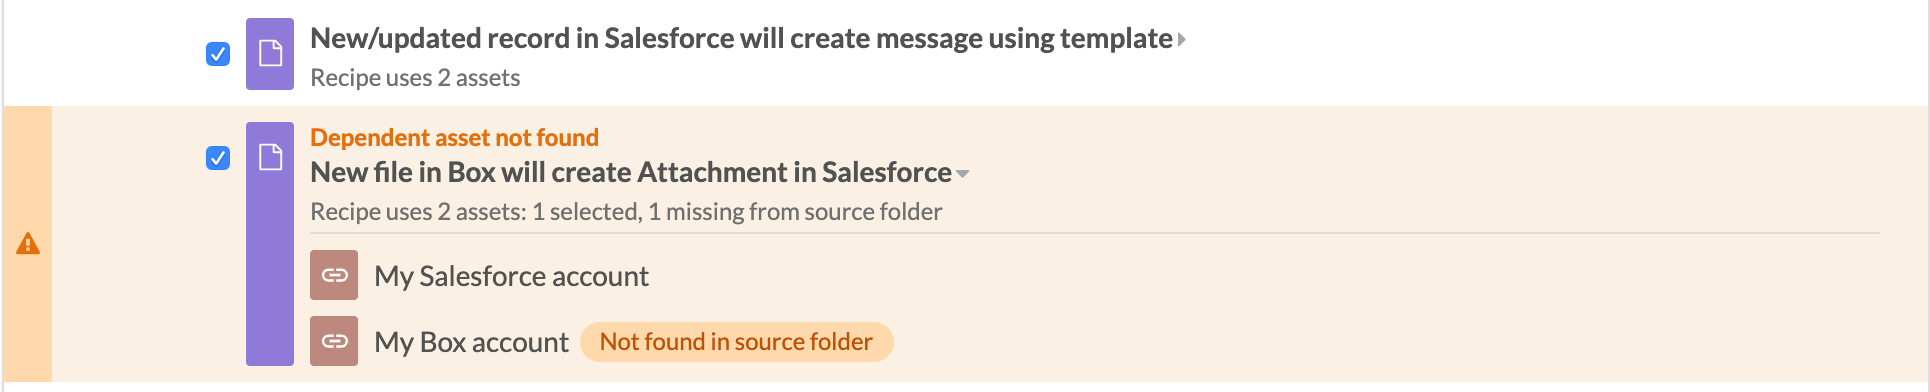 New/updated record in Salesforce will create message using template
Recipe uses 2 assets
Dependent asset not found
New file in Box will create Attachment in Salesforce
Recipe uses 2 assets: 1 selected, 1 missing from source folder
My Salesforce account
My Box account Not found in source folder